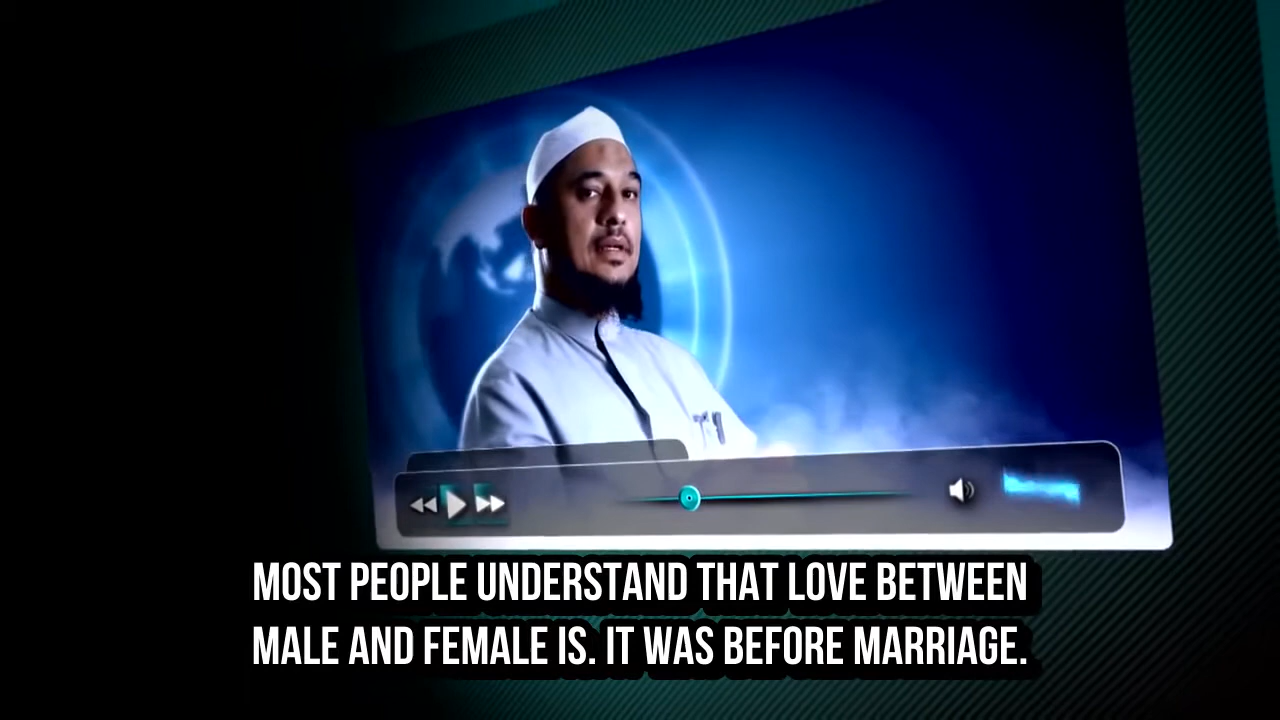 MOST PEOPLE UNDERSTAND THAT LOVE BETWEEN
MALE AND FEMALE IS. IT WAS BEFORE MARRIAGE.